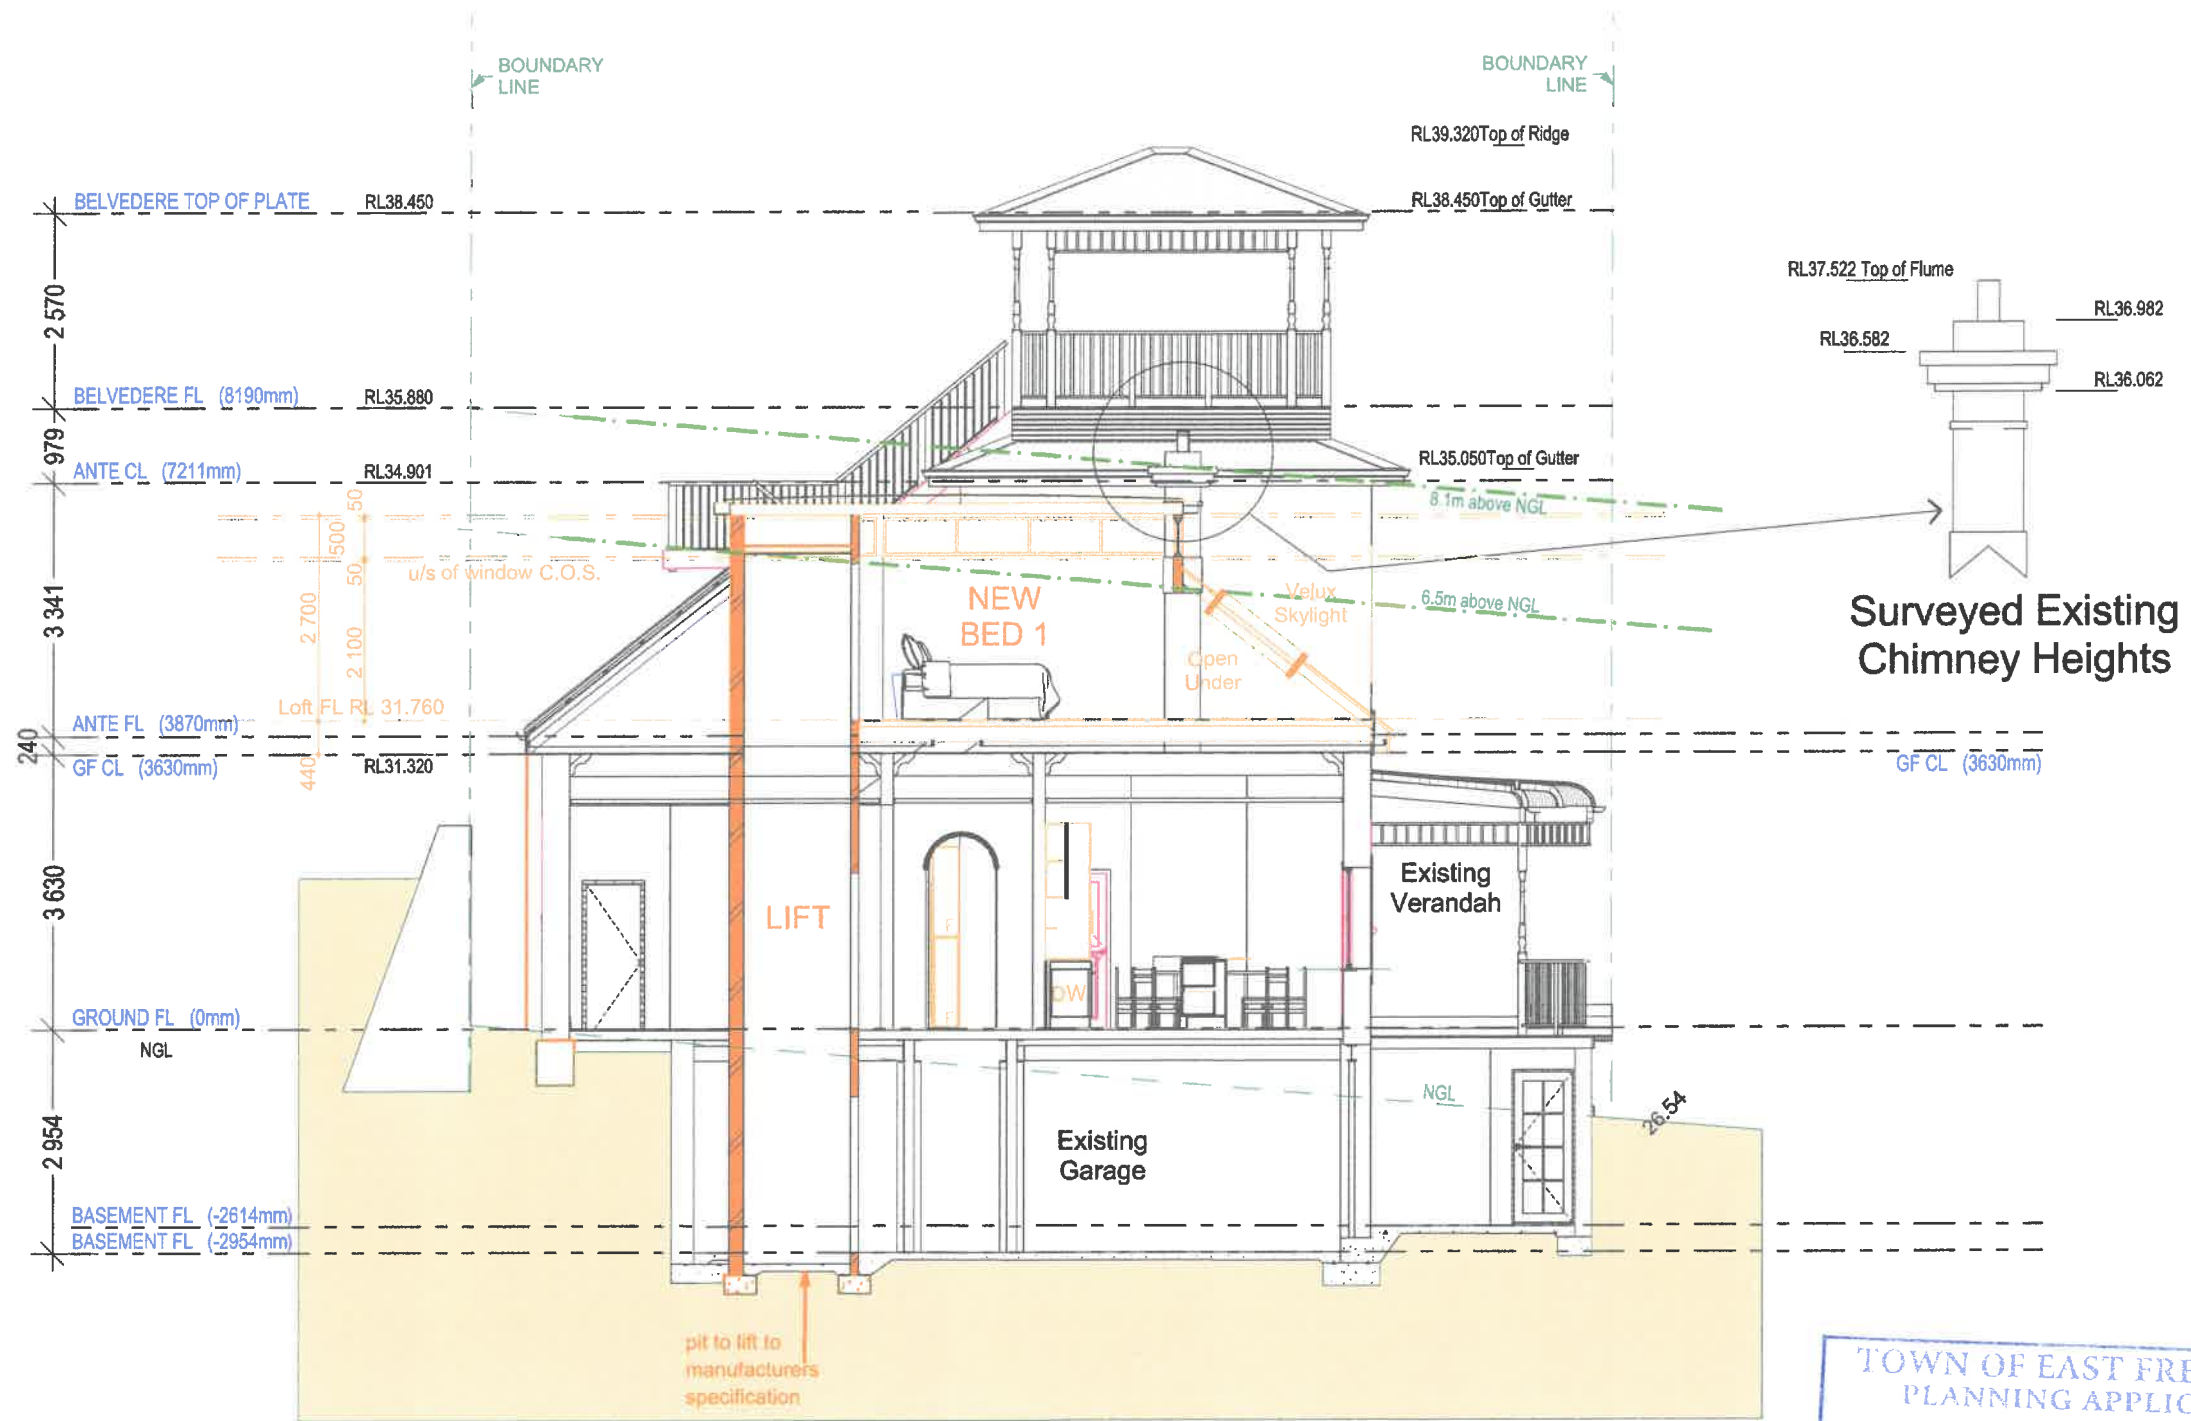 BOUNDARY
LINE
BOUNDARY
LINE
RL39.320Top of Ridge
BELVEDERE TOP OF PLATE RL38.450
RL38.450Top of Gutter
2 570
RL37.522 Top of Flume
RL36.982
RL36.582
RL36.062
BELVEDERE FL (8190mm) RL35.880
979
ANTE CL (7211mm) RL34.901
RL35.050Top of Gutter
8.1m above NGL
50
500
50
u/s of window C.O.S.
2 700
2 100
3 341
NEW
BED 1
Velux
Skylight
6.5m above NGL
Open
Under
Surveyed Existing
Chimney Heights
Loft FL RL 31.760
ANTE FL (3870mm)
240
GF CL (3630mm) RL31.320
440
GF CL (3630mm)
3 630
LIFT
Existing
Verandah
DW
GROUND FL (0mm)
NGL
NGL
26.54
2 954
Existing
Garage
BASEMENT FL (-2614mm)
BASEMENT FL (-2954mm)
pit to lift to
manufacturers
specification
TOWN OF EAST FRE
PLANNING APPLIC